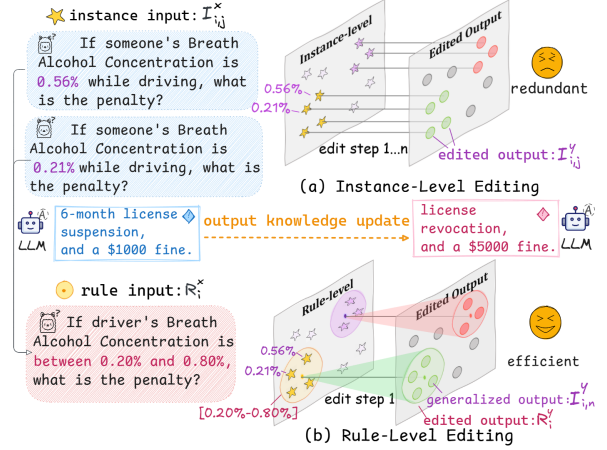 instance input: I^x_{i,j}
If someone's Breath
Alcohol Concentration is
0.56% while driving, what
is the penalty?
If someone's Breath
Alcohol Concentration is
0.21% while driving, what is
the penalty?
Instance-level
Edited Output
0.56%
0.21%
edit step 1...n
edited output: I^y_{i,j}
redundant
(a) Instance-Level Editing
LLM
6-month license
suspension,
and a $1000 fine.
output knowledge update
license
revocation,
and a $5000 fine.
LLM
rule input: R^x_i
If driver's Breath
Alcohol Concentration is
between 0.20% and 0.80%,
what is the penalty?
Rule-level
Edited Output
0.56%
0.21%
[0.20%-0.80%]
edit step 1
efficient
generalized output: I^y_{i,n}
edited output: R^y_i
(b) Rule-Level Editing